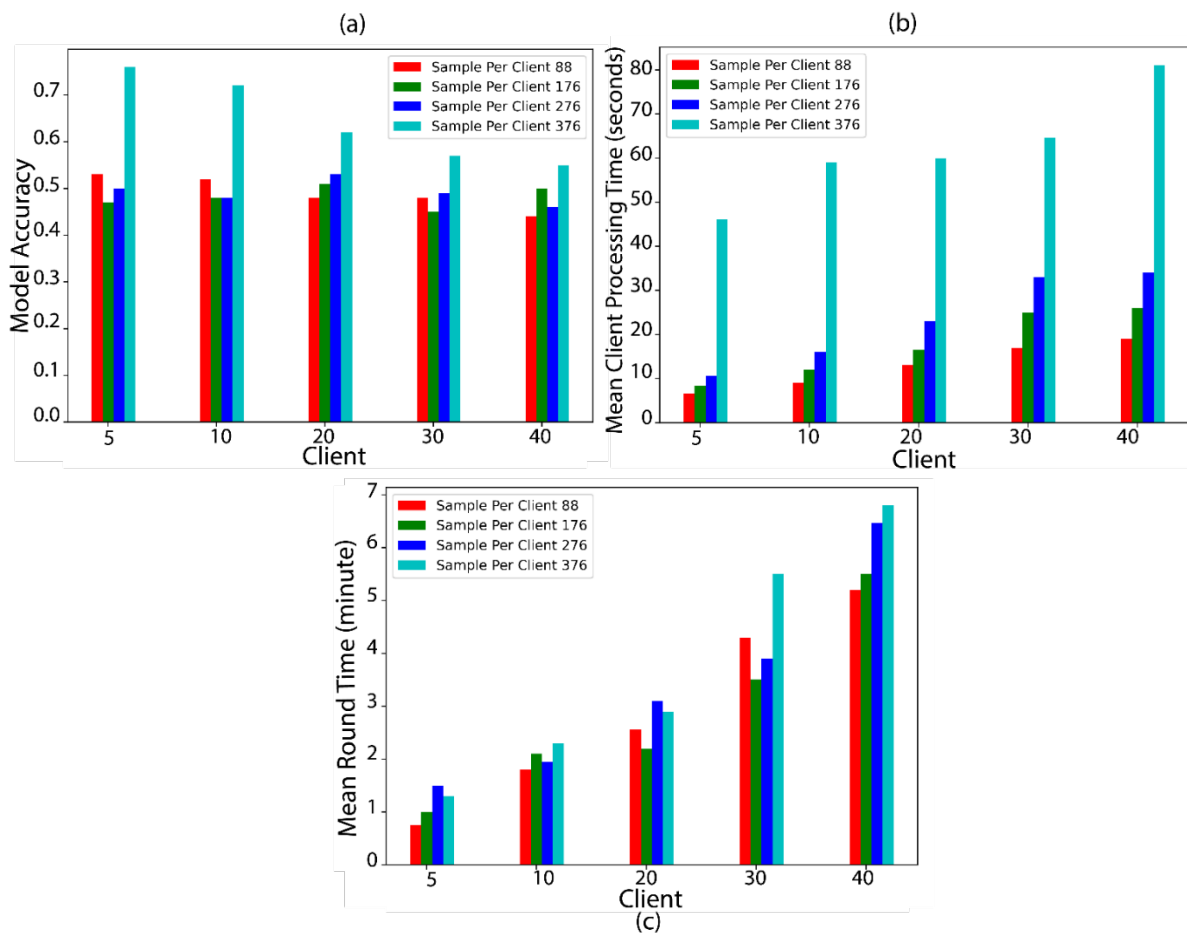 (a)
Model Accuracy
0.7
0.6
0.5
0.4
0.3
0.2
0.1
0.0
Sample Per Client 88
Sample Per Client 176
Sample Per Client 276
Sample Per Client 376
5 10 20 30 40
Client
(b)
Mean Client Processing Time (seconds)
80
70
60
50
40
30
20
10
0
Sample Per Client 88
Sample Per Client 176
Sample Per Client 276
Sample Per Client 376
5 10 20 30 40
Client
Mean Round Time (minute)
7
6
5
4
3
2
1
0
Sample Per Client 88
Sample Per Client 176
Sample Per Client 276
Sample Per Client 376
5 10 20 30 40
Client
(c)